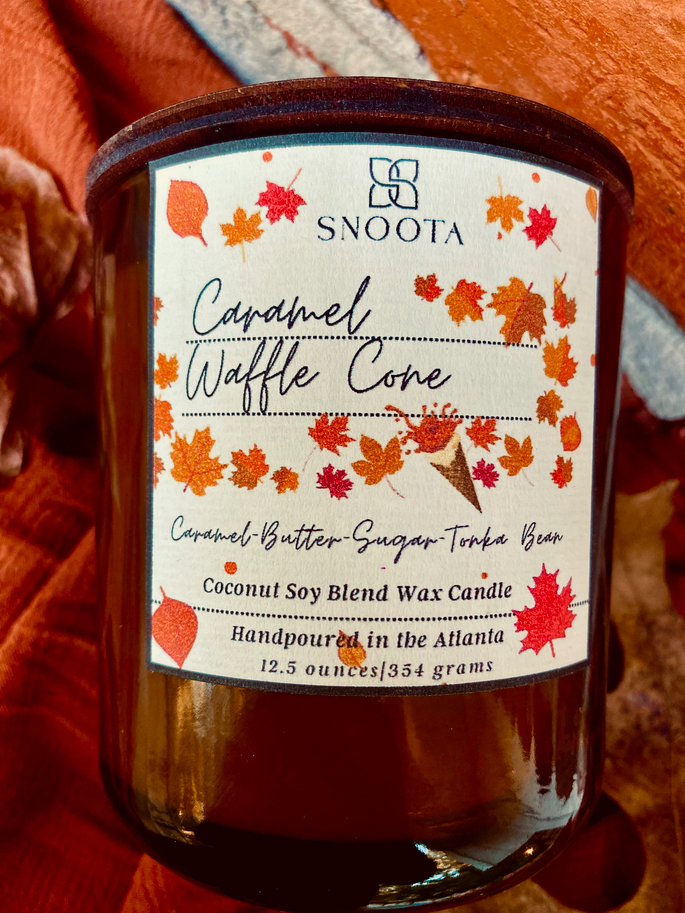 SNOOTA
Caramel
Waffle Cone
Caramel-Butter-Sugar-Tonka Bean
Coconut Soy Blend Wax Candle
Handpoured in the Atlanta
12.5 ounces|354 grams